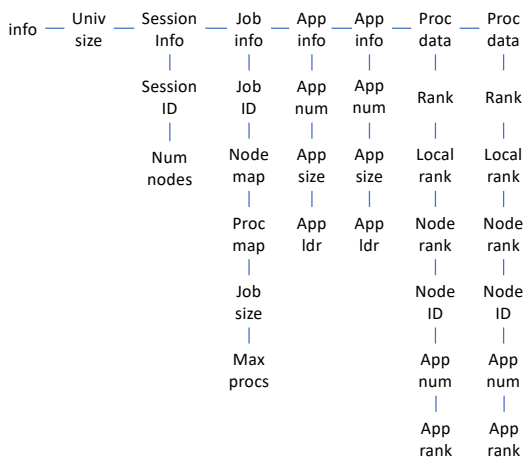 info
Univ size
Session Info
Job info
App info
App info
Proc data
Proc data
Session ID
Job ID
App num
App num
Rank
Rank
Num nodes
Node map
App size
App size
Local rank
Local rank
Proc map
App ldr
App ldr
Node rank
Node rank
Job size
Node ID
Node ID
Max procs
App num
App num
App rank
App rank